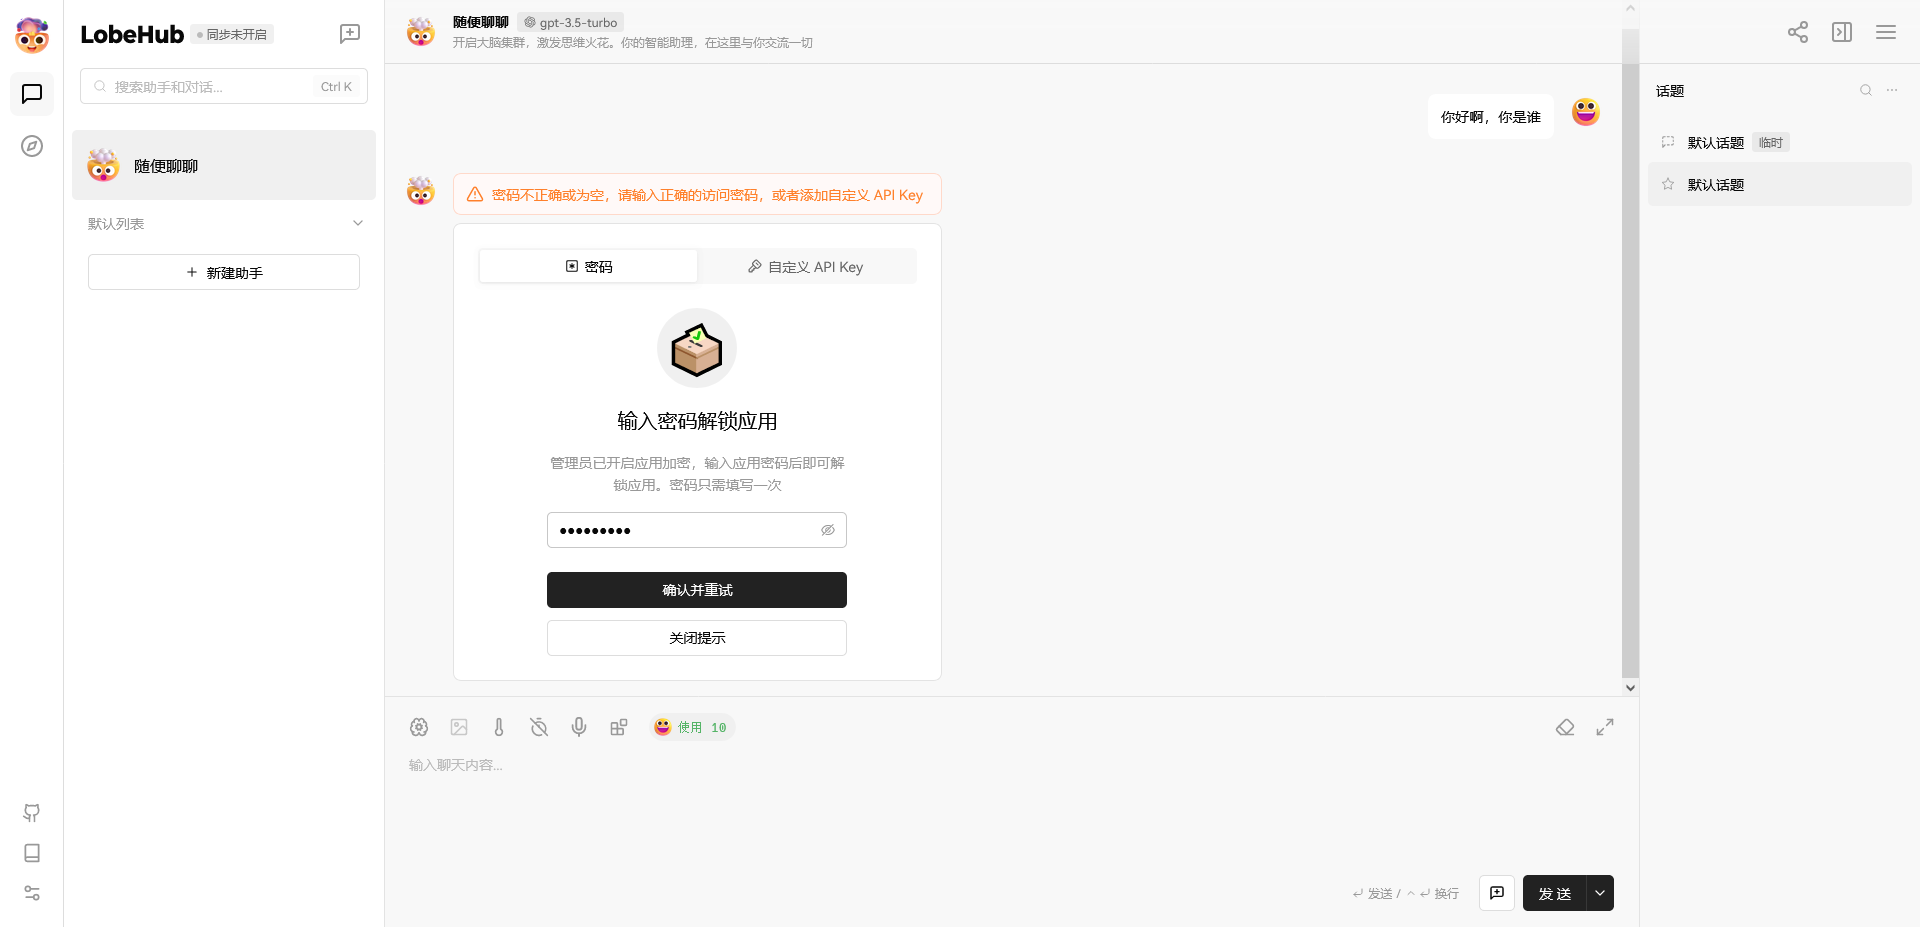 LobeHub
同步未开启
搜索助手和对话...
Ctrl K
随便聊聊
默认列表
新建助手
随便聊聊
gpt-3.5-turbo
开启大脑集群，激发思维火花。你的智能助理，在这里与你交流一切
你好啊，你是谁
密码不正确或为空，请输入正确的访问密码，或者添加自定义 API Key
密码
自定义 API Key
输入密码解锁应用
管理员已开启应用加密，输入应用密码后即可解
锁应用。密码只需填写一次
确认并重试
关闭提示
使用 10
输入聊天内容...
发送 /
换行
发 送
话题
默认话题
临时
默认话题